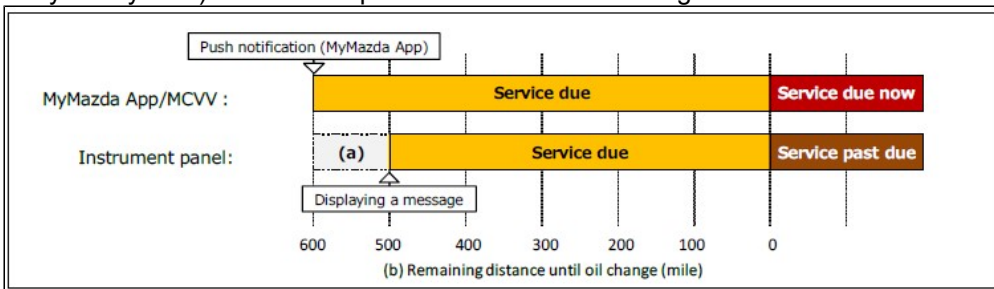 Push notification (MyMazda App)
MyMazda App/MCVV :
Service due
Service due now
Instrument panel:
(a)
Service due
Service past due
Displaying a message
600 500 400 300 200 100 0
(b) Remaining distance until oil change (mile)